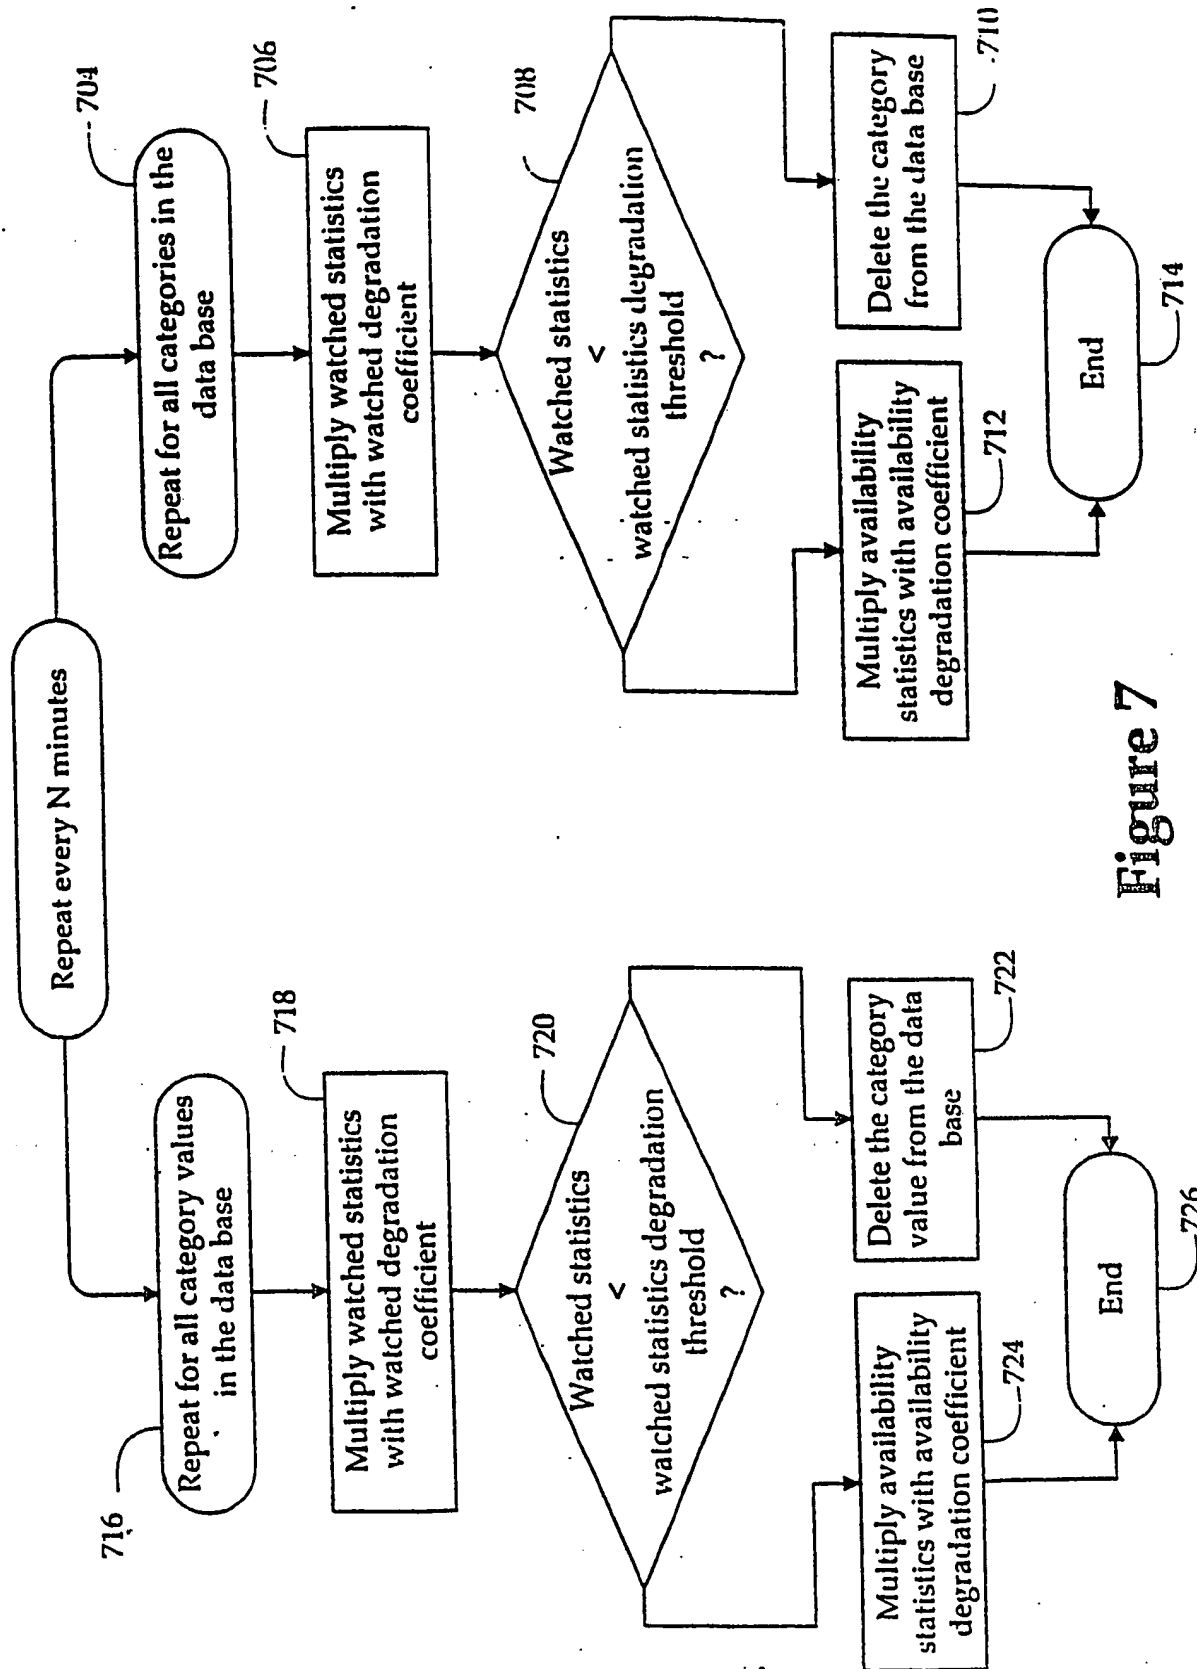 Repeat every N minutes
716
Repeat for all category values
in the data base
718
Multiply watched statistics
with watched degradation
coefficient
720
Watched statistics
<
watched statistics degradation
threshold
?
Multiply availability
statistics with availability
degradation coefficient
724
Delete the category
value from the data
base
722
End
726
704
Repeat for all categories in the
data base
706
Multiply watched statistics
with watched degradation
coefficient
708
Watched statistics
<
watched statistics degradation
threshold
?
Multiply availability
statistics with availability
degradation coefficient
712
Delete the category
from the data base
710
End
714
Figure 7